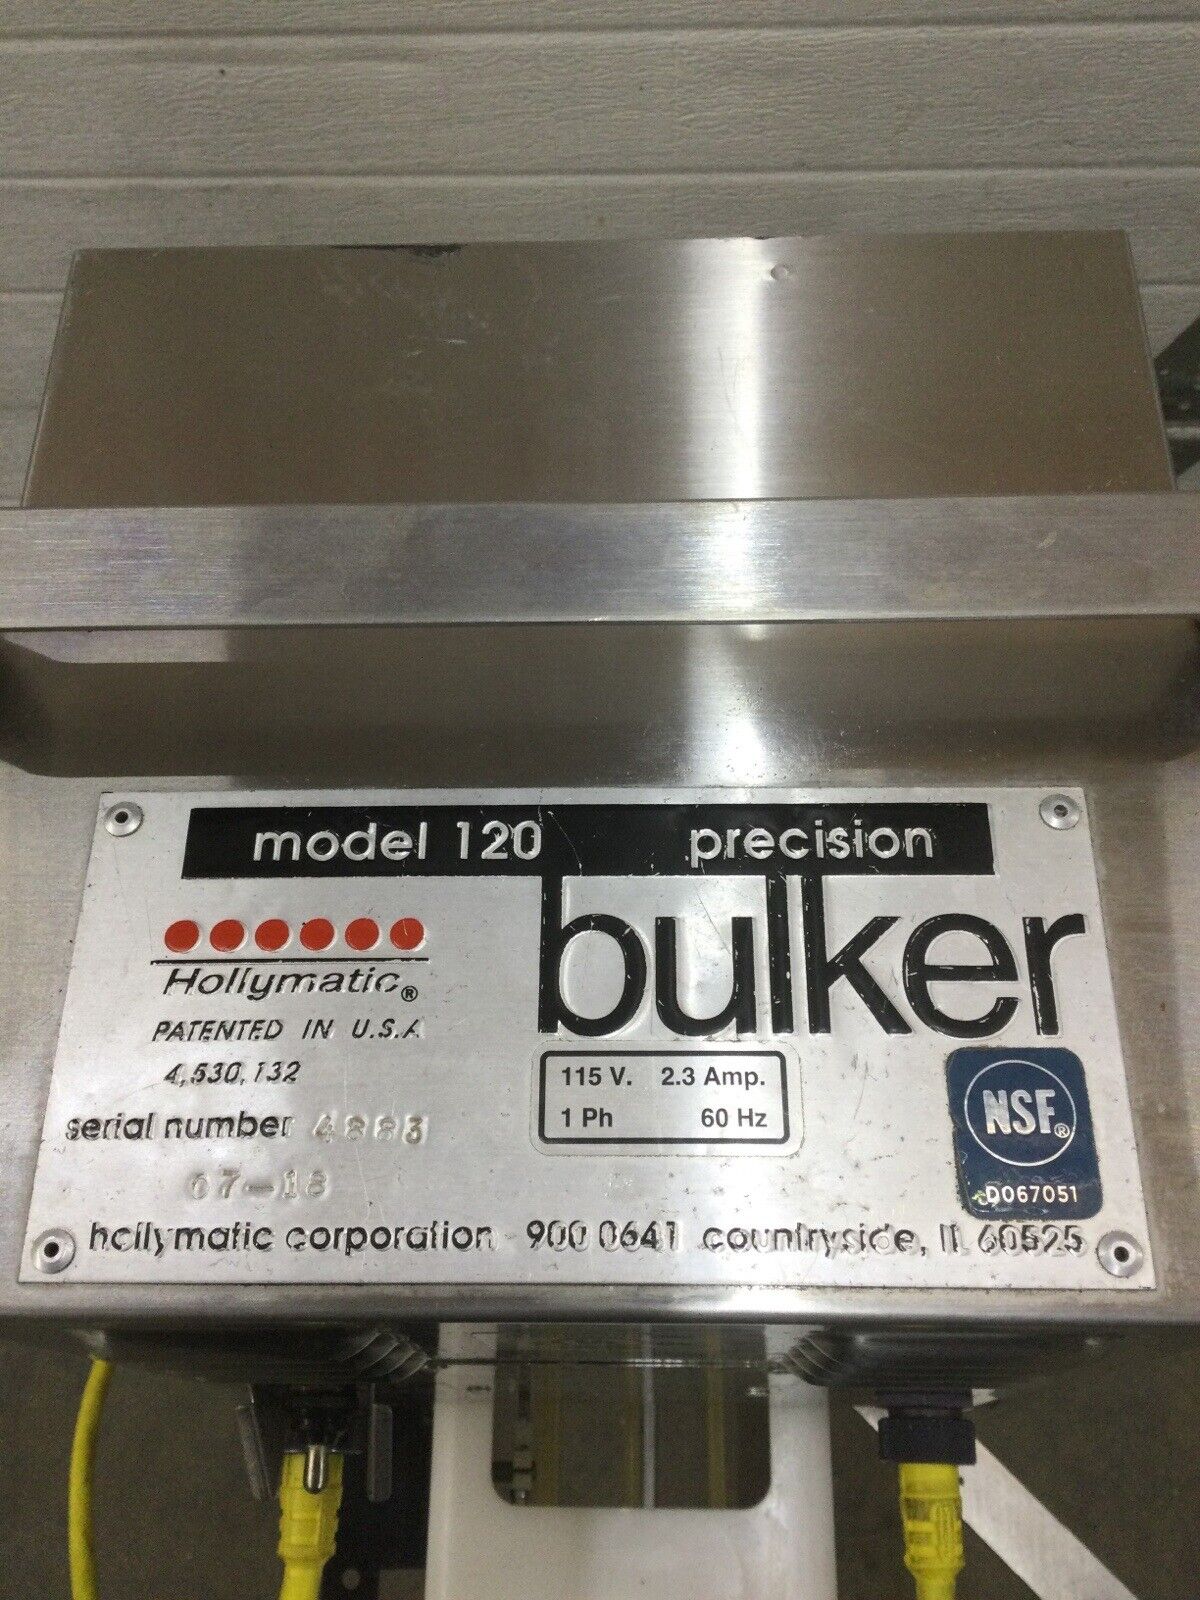 model 120 precision
bulker
Hollymatic®
PATENTED IN U.S.A
4,530,132
115 V. 2.3 Amp.
1 Ph 60 Hz
serial number 4883
07-18
NSF®
D067051
hollymatic corporation 900 0641 countryside, IL 60525